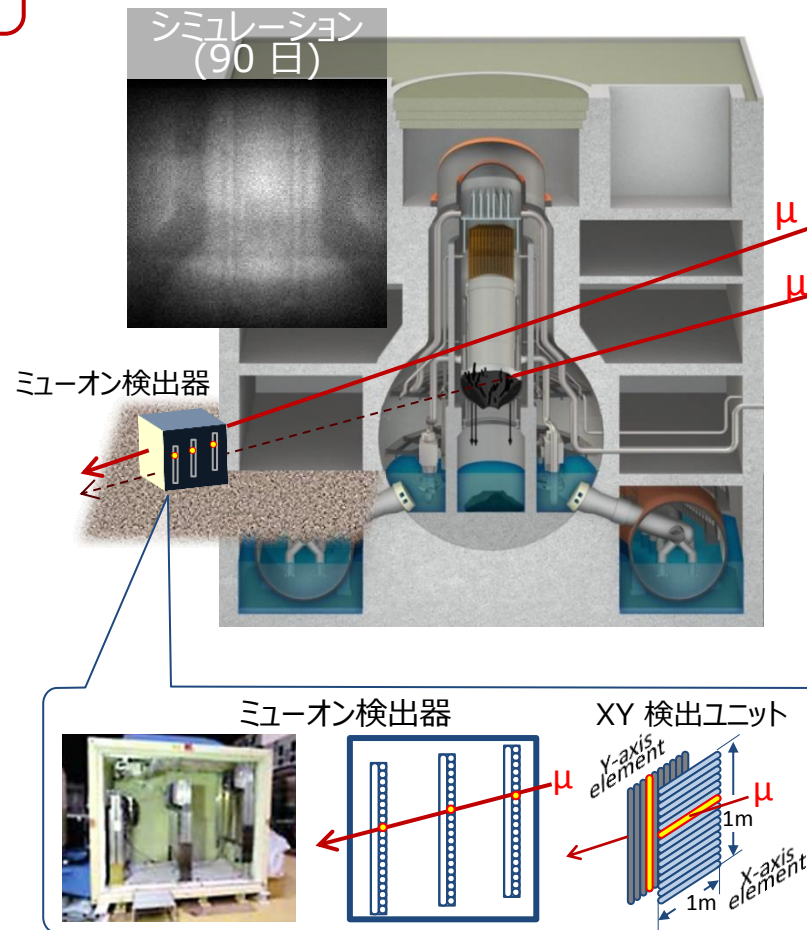 シミュレーション
(90 日)
μ
μ
ミューオン検出器
ミューオン検出器
XY 検出ユニット
Y-axis
element
μ
μ
1m
1m
X-axis
element